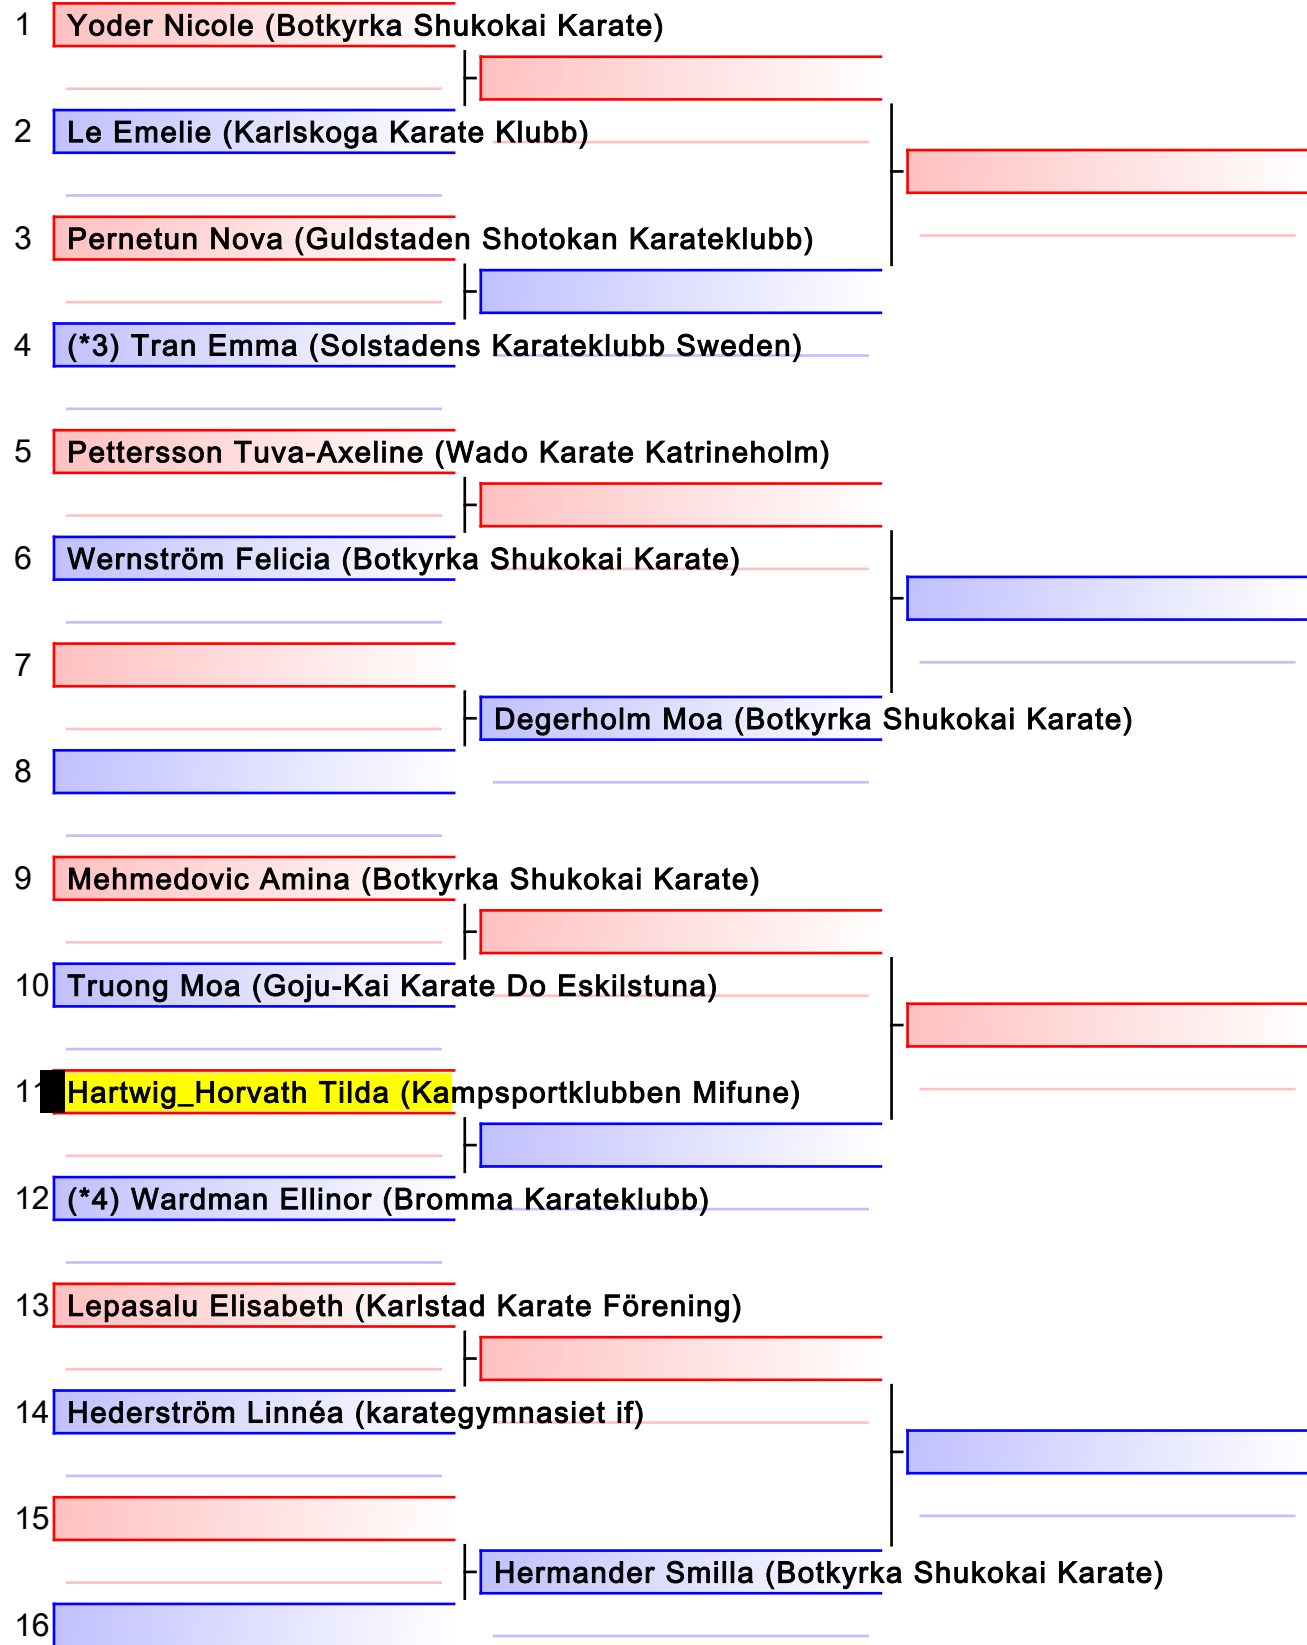 1 Yoder Nicole (Botkyrka Shukokai Karate)
2 Le Emelie (Karlskoga Karate Klubb)
3 Pernetun Nova (Guldstaden Shotokan Karateklubb)
4 (*3) Tran Emma (Solstadens Karateklubb Sweden)
5 Pettersson Tuva-Axeline (Wado Karate Katrineholm)
6 Wernström Felicia (Botkyrka Shukokai Karate)
7
Degerholm Moa (Botkyrka Shukokai Karate)
8
9 Mehmedovic Amina (Botkyrka Shukokai Karate)
10 Truong Moa (Goju-Kai Karate Do Eskilstuna)
11 Hartwig_Horvath Tilda (Kampsportklubben Mifune)
12 (*4) Wardman Ellinor (Bromma Karateklubb)
13 Lepasalu Elisabeth (Karlstad Karate Förening)
14 Hederström Linnéa (karategymnasiet if)
15
Hermander Smilla (Botkyrka Shukokai Karate)
16